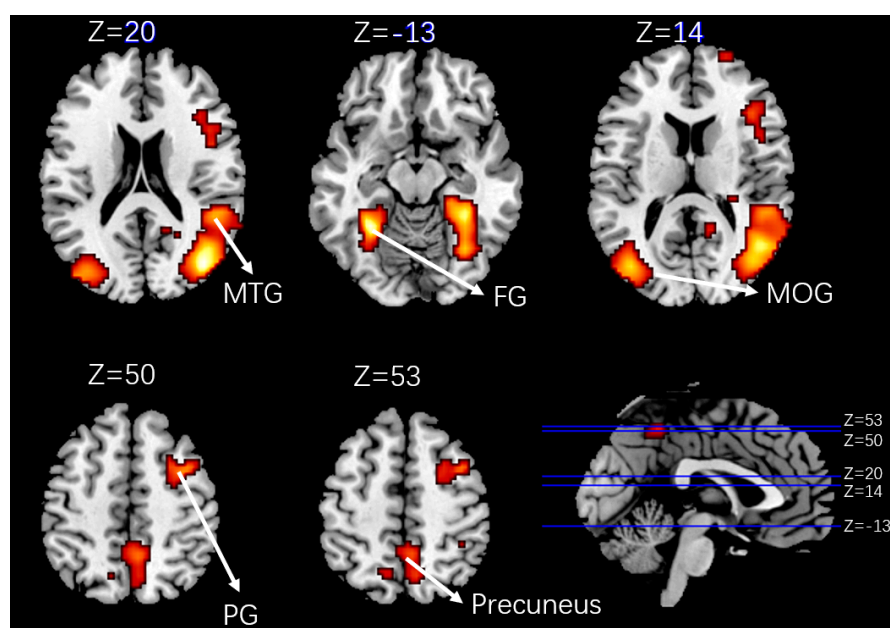 Z=20
Z=-13
Z=14
MTG
FG
MOG
Z=50
Z=53
Z=53
Z=50
Z=20
Z=14
Z=-13
PG
Precuneus